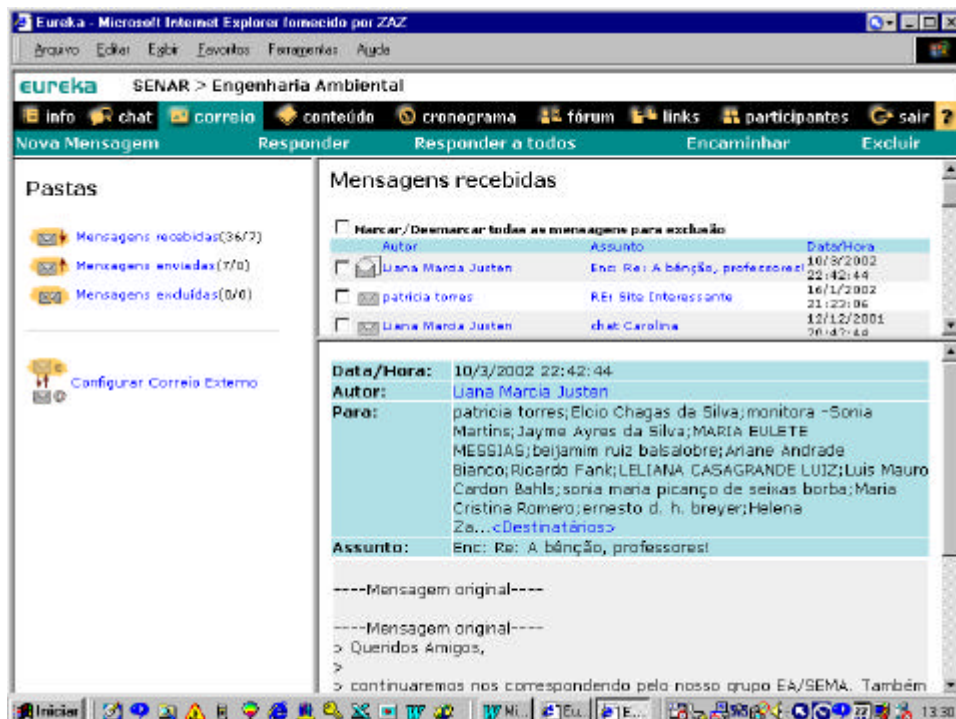 Eureka - Microsoft Internet Explorer fornecido por ZAZ
Arquivo Editar Exibir Favoritos Ferramentas Ajuda
eureka SENAR > Engenharia Ambiental
info chat correio conteúdo cronograma fórum links participantes sair ?
Nova Mensagem Responder Responder a todos Encaminhar Excluir
Pastas
Mensagens recebidas(36/7)
Mensagens enviadas(7/0)
Mensagens excluídas(0/0)
Configurar Correio Externo
Mensagens recebidas
Marcar/Desmarcar todas as mensagens para exclusão
Autor Assunto Data/Hora
Liana Marcia Justen Enc: Re: A bênção, professores! 10/3/2002
22:42:44
patricia torres RE: Site Interessante 16/1/2002
21:22:06
Liana Marcia Justen chat Carolina 12/12/2001
Data/Hora: 10/3/2002 22:42:44
Autor: Liana Marcia Justen
Para: patricia torres;Elcio Chagas da Silva;monitora -Sonia
Martins;Jayme Ayres da Silva;MARIA EULETE
MESSIAS;beijamim ruiz balsalobre;Ariane Andrade
Bianco;Ricardo Fank;LELIANA CASAGRANDE LUIZ;Luis Mauro
Cardon Bahls;sonia maria picanço de seixas borba;Maria
Cristina Romero;ernesto d. h. breyer;Helena
Za...<Destinatários>
Assunto: Enc: Re: A bênção, professores!
----Mensagem original----
----Mensagem original----
> Queridos Amigos,
>
> continuaremos nos correspondendo pelo nosso grupo EA/SEMA. Também
Iniciar 13:30